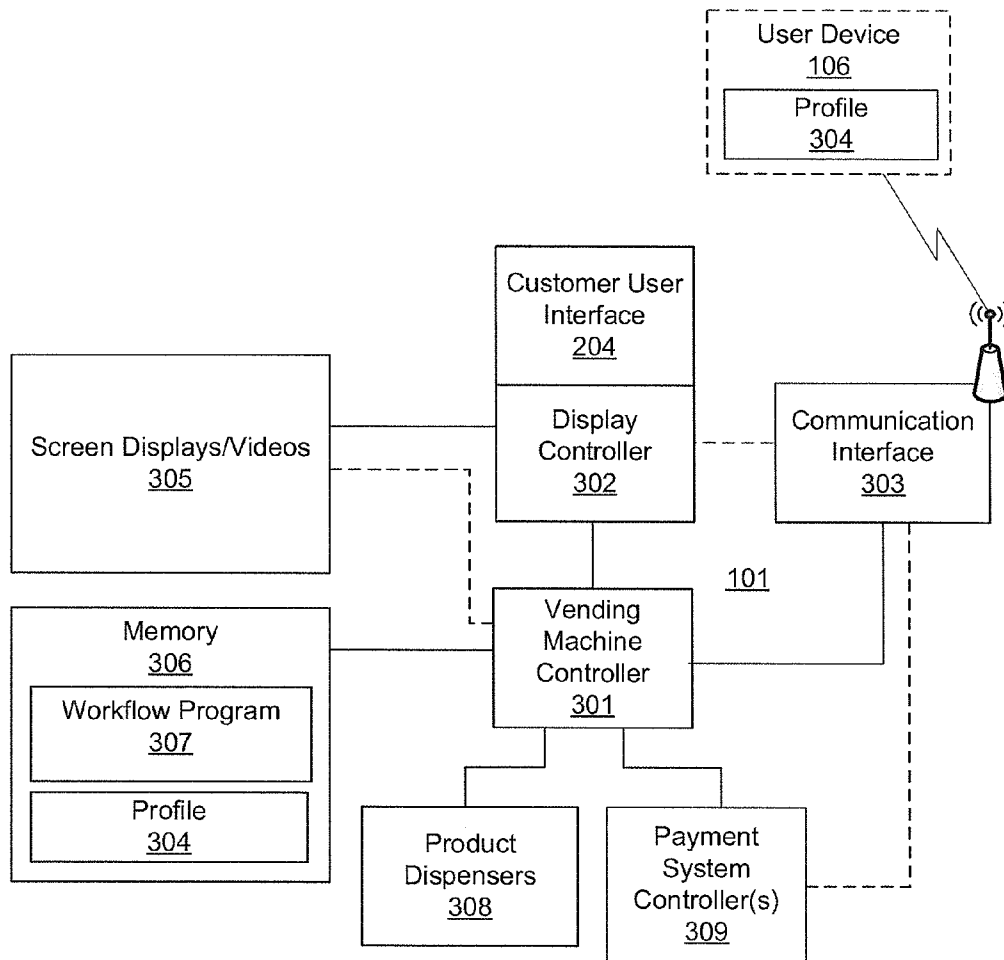 User Device
106
Profile
304
Customer User
Interface
204
Display
Controller
302
Communication
Interface
303
Screen Displays/Videos
305
101
Vending
Machine
Controller
301
Memory
306
Workflow Program
307
Profile
304
Product
Dispensers
308
Payment
System
Controller(s)
309